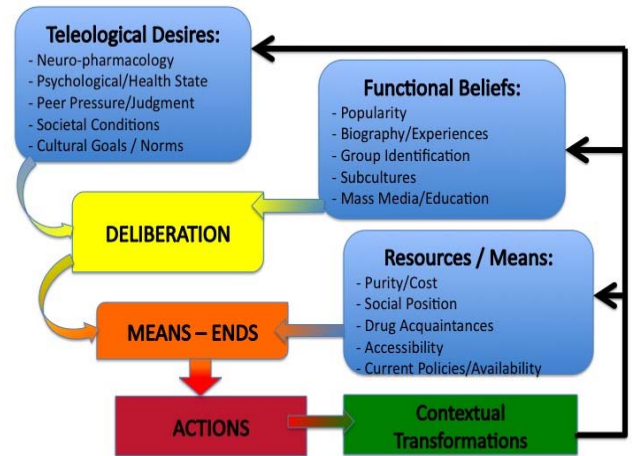 Teleological Desires:
- Neuro-pharmacology
- Psychological/Health State
- Peer Pressure/Judgment
- Societal Conditions
- Cultural Goals / Norms
Functional Beliefs:
- Popularity
- Biography/Experiences
- Group Identification
- Subcultures
- Mass Media/Education
DELIBERATION
Resources / Means:
- Purity/Cost
- Social Position
- Drug Acquaintances
- Accessibility
- Current Policies/Availability
MEANS – ENDS
ACTIONS
Contextual
Transformations